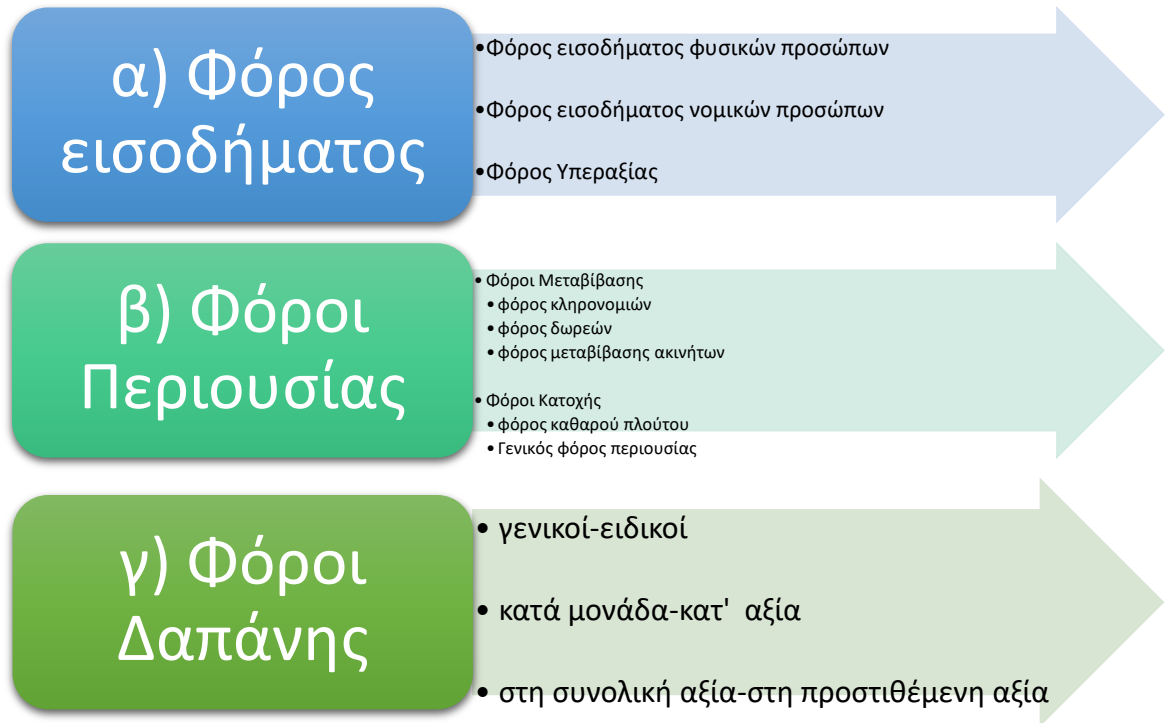 α) Φόρος
εισοδήματος
•Φόρος εισοδήματος φυσικών προσώπων
•Φόρος εισοδήματος νομικών προσώπων
•Φόρος Υπεραξίας
β) Φόροι
Περιουσίας
• Φόροι Μεταβίβασης
• φόρος κληρονομιών
• φόρος δωρεών
• φόρος μεταβίβασης ακινήτων
• Φόροι Κατοχής
• φόρος καθαρού πλούτου
• Γενικός φόρος περιουσίας
γ) Φόροι
Δαπάνης
• γενικοί-ειδικοί
• κατά μονάδα-κατ' αξία
• στη συνολική αξία-στη προστιθέμενη αξία